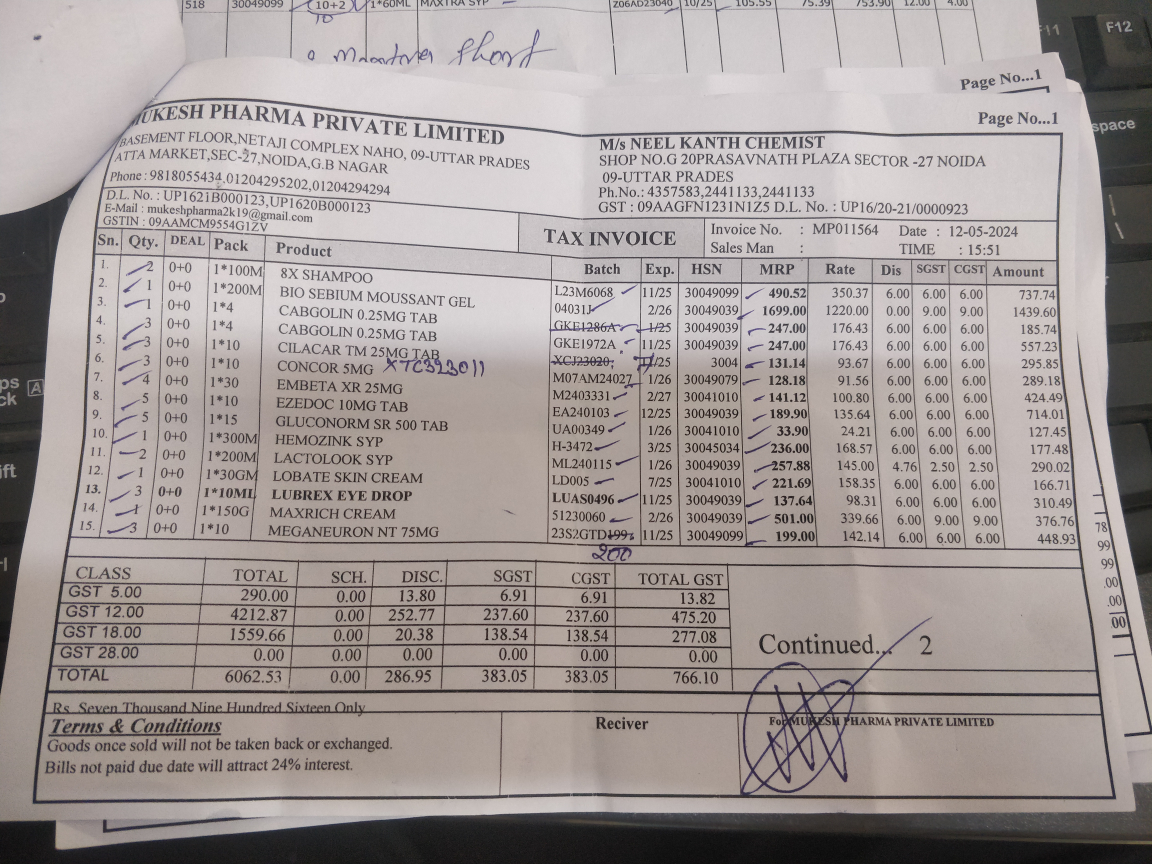 518 30049099 (10+2) 1*60ML MAXTRA SYP Z06AD23040 10/25 105.55 75.39 753.90 12.00 4.00
10
Short
Page No...1
Page No...1
MUKESH PHARMA PRIVATE LIMITED
BASEMENT FLOOR,NETAJI COMPLEX NAHO, 09-UTTAR PRADES
ATTA MARKET,SEC-27,NOIDA,G.B NAGAR
Phone : 9818055434,01204295202,01204294294
D.L. No. : UP1621B000123,UP1620B000123
E-Mail : mukeshpharma2k19@gmail.com
GSTIN : 09AAMCM9554G1ZV
M/s NEEL KANTH CHEMIST
SHOP NO.G 20PRASAVNATH PLAZA SECTOR -27 NOIDA
09-UTTAR PRADES
Ph.No.: 4357583,2441133,2441133
GST : 09AAGFN1231N1Z5 D.L. No. : UP16/20-21/0000923
TAX INVOICE
Invoice No. : MP011564 Date : 12-05-2024
Sales Man : TIME : 15:51
Sn. Qty. DEAL Pack Product Batch Exp. HSN MRP Rate Dis SGST CGST Amount
1. 2 0+0 1*100M 8X SHAMPOO L23M6068 11/25 30049099 490.52 350.37 6.00 6.00 6.00 737.74
2. 1 0+0 1*200M BIO SEBIUM MOUSSANT GEL 04031J 2/26 30049039 1699.00 1220.00 0.00 9.00 9.00 1439.60
3. 1 0+0 1*4 CABGOLIN 0.25MG TAB GKE1286A 1/25 30049039 247.00 176.43 6.00 6.00 6.00 185.74
4. 3 0+0 1*4 CABGOLIN 0.25MG TAB GKE1972A 11/25 30049039 247.00 176.43 6.00 6.00 6.00 557.23
5. 3 0+0 1*10 CILACAR TM 25MG TAB XCJ23020, /25 3004 131.14 93.67 6.00 6.00 6.00 295.85
XTC323011
6. 3 0+0 1*10 CONCOR 5MG M07AM24027 1/26 30049079 128.18 91.56 6.00 6.00 6.00 289.18
7. 4 0+0 1*30 EMBETA XR 25MG M2403331 2/27 30041010 141.12 100.80 6.00 6.00 6.00 424.49
8. 5 0+0 1*10 EZEDOC 10MG TAB EA240103 12/25 30049039 189.90 135.64 6.00 6.00 6.00 714.01
9. 5 0+0 1*15 GLUCONORM SR 500 TAB UA00349 1/26 30041010 33.90 24.21 6.00 6.00 6.00 127.45
10. 1 0+0 1*300M HEMOZINK SYP H-3472 3/25 30045034 236.00 168.57 6.00 6.00 6.00 177.48
11. 2 0+0 1*200M LACTOLOOK SYP ML240115 1/26 30049039 257.88 145.00 4.76 2.50 2.50 290.02
12. 1 0+0 1*30GM LOBATE SKIN CREAM LD005 7/25 30041010 221.69 158.35 6.00 6.00 6.00 166.71
13. 3 0+0 1*10ML LUBREX EYE DROP LUAS0496 11/25 30049039 137.64 98.31 6.00 6.00 6.00 310.49
14. 1 0+0 1*150G MAXRICH CREAM 51230060 2/26 30049039 501.00 339.66 6.00 9.00 9.00 376.76
15. 3 0+0 1*10 MEGANEURON NT 75MG 23S2GTD199 11/25 30049099 199.00 142.14 6.00 6.00 6.00 448.93
200
CLASS TOTAL SCH. DISC. SGST CGST TOTAL GST
GST 5.00 290.00 0.00 13.80 6.91 6.91 13.82
GST 12.00 4212.87 0.00 252.77 237.60 237.60 475.20
GST 18.00 1559.66 0.00 20.38 138.54 138.54 277.08
GST 28.00 0.00 0.00 0.00 0.00 0.00 0.00
TOTAL 6062.53 0.00 286.95 383.05 383.05 766.10
Continued... 2
Rs. Seven Thousand Nine Hundred Sixteen Only
Terms & Conditions
Goods once sold will not be taken back or exchanged.
Bills not paid due date will attract 24% interest.
Reciver
For MUKESH PHARMA PRIVATE LIMITED
78
99
99
.00
.00
00
F11
F12
space